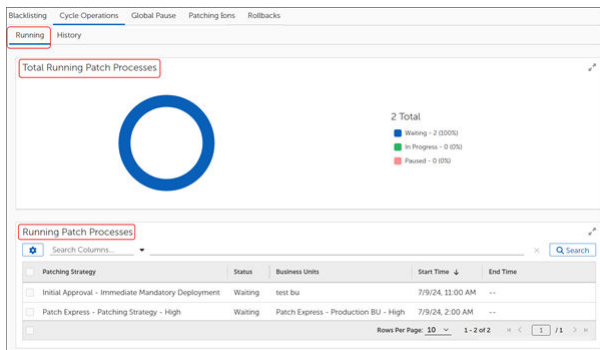 Blacklisting Cycle Operations Global Pause Patching Ions Rollbacks
Running History
Total Running Patch Processes
2 Total
Waiting - 2 (100%)
In Progress - 0 (0%)
Paused - 0 (0%)
Running Patch Processes
Search Columns... Search
Patching Strategy Status Business Units Start Time ↓ End Time
Initial Approval - Immediate Mandatory Deployment Waiting test bu 7/9/24, 11:00 AM --
Patch Express - Patching Strategy - High Waiting Patch Express - Production BU - High 7/9/24, 2:00 AM --
Rows Per Page: 10 1 - 2 of 2 1 / 1